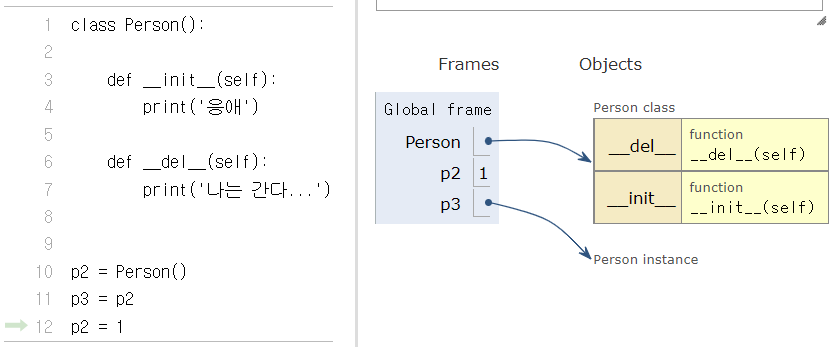 1 class Person():
2
3     def __init__(self):
4         print('응애')
5
6     def __del__(self):
7         print('나는 간다...')
8
9
10 p2 = Person()
11 p3 = p2
12 p2 = 1
Frames
Objects
Global frame
Person
p2 1
p3
Person class
__del__ function
__del__(self)
__init__ function
__init__(self)
Person instance